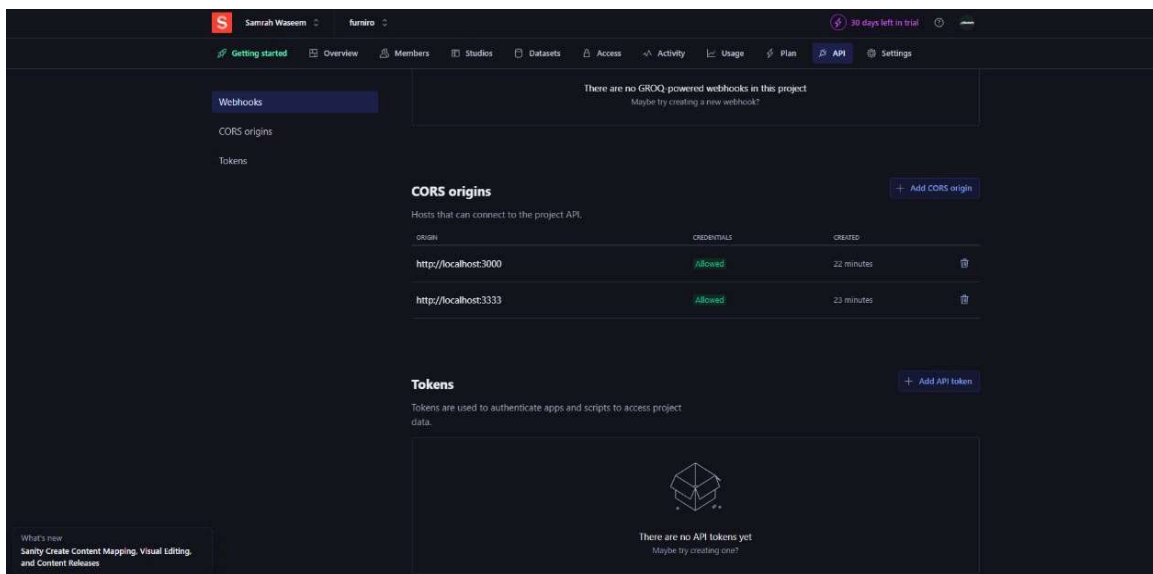 S Samrah Waseem furniro 30 days left in trial
Getting started Overview Members Studios Datasets Access Activity Usage Plan API Settings
There are no GROQ-powered webhooks in this project
Maybe try creating a new webhook?
Webhooks
CORS origins
Tokens
CORS origins
+ Add CORS origin
Hosts that can connect to the project API.
ORIGIN CREDENTIALS CREATED
http://localhost:3000 Allowed 22 minutes
http://localhost:3333 Allowed 23 minutes
Tokens
+ Add API token
Tokens are used to authenticate apps and scripts to access project
data.
There are no API tokens yet
Maybe try creating one?
What's new
Sanity Create Content Mapping, Visual Editing,
and Content Releases